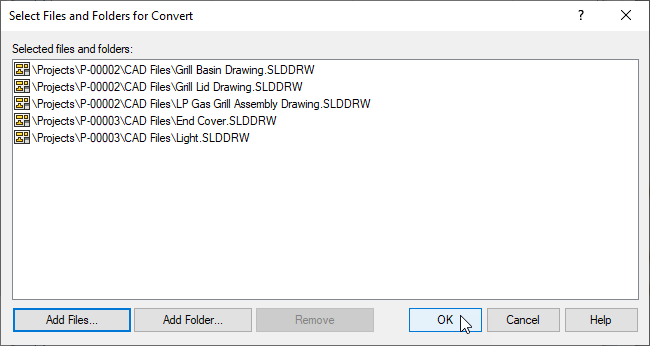 Select Files and Folders for Convert
?
Selected files and folders:
\Projects\P-00002\CAD Files\Grill Basin Drawing.SLDDRW
\Projects\P-00002\CAD Files\Grill Lid Drawing.SLDDRW
\Projects\P-00002\CAD Files\LP Gas Grill Assembly Drawing.SLDDRW
\Projects\P-00003\CAD Files\End Cover.SLDDRW
\Projects\P-00003\CAD Files\Light.SLDDRW
Add Files... Add Folder... Remove OK Cancel Help